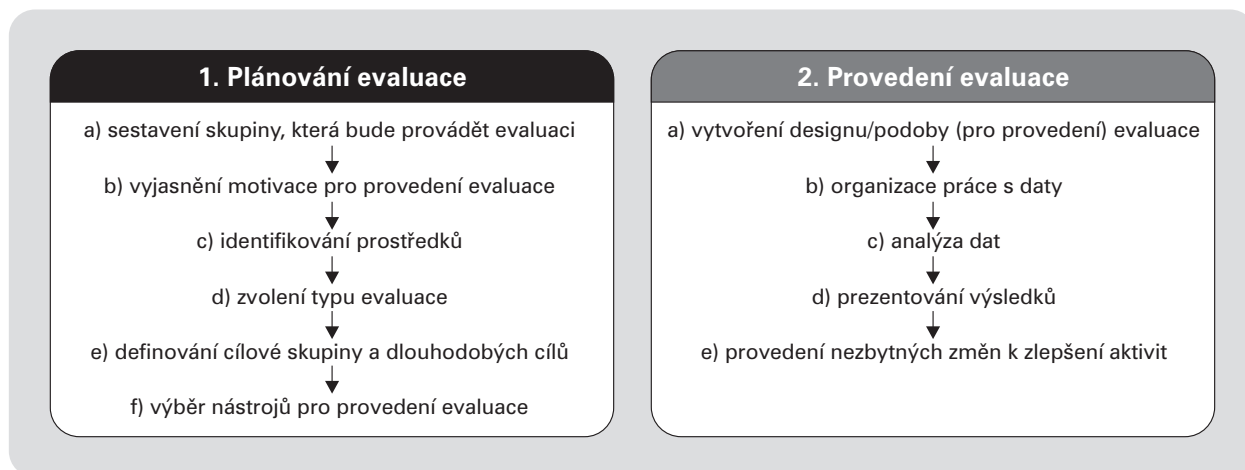 1. Plánování evaluace
a) sestavení skupiny, která bude provádět evaluaci
b) vyjasnění motivace pro provedení evaluace
c) identifikování prostředků
d) zvolení typu evaluace
e) definování cílové skupiny a dlouhodobých cílů
f) výběr nástrojů pro provedení evaluace
2. Provedení evaluace
a) vytvoření designu/podoby (pro provedení) evaluace
b) organizace práce s daty
c) analýza dat
d) prezentování výsledků
e) provedení nezbytných změn k zlepšení aktivit